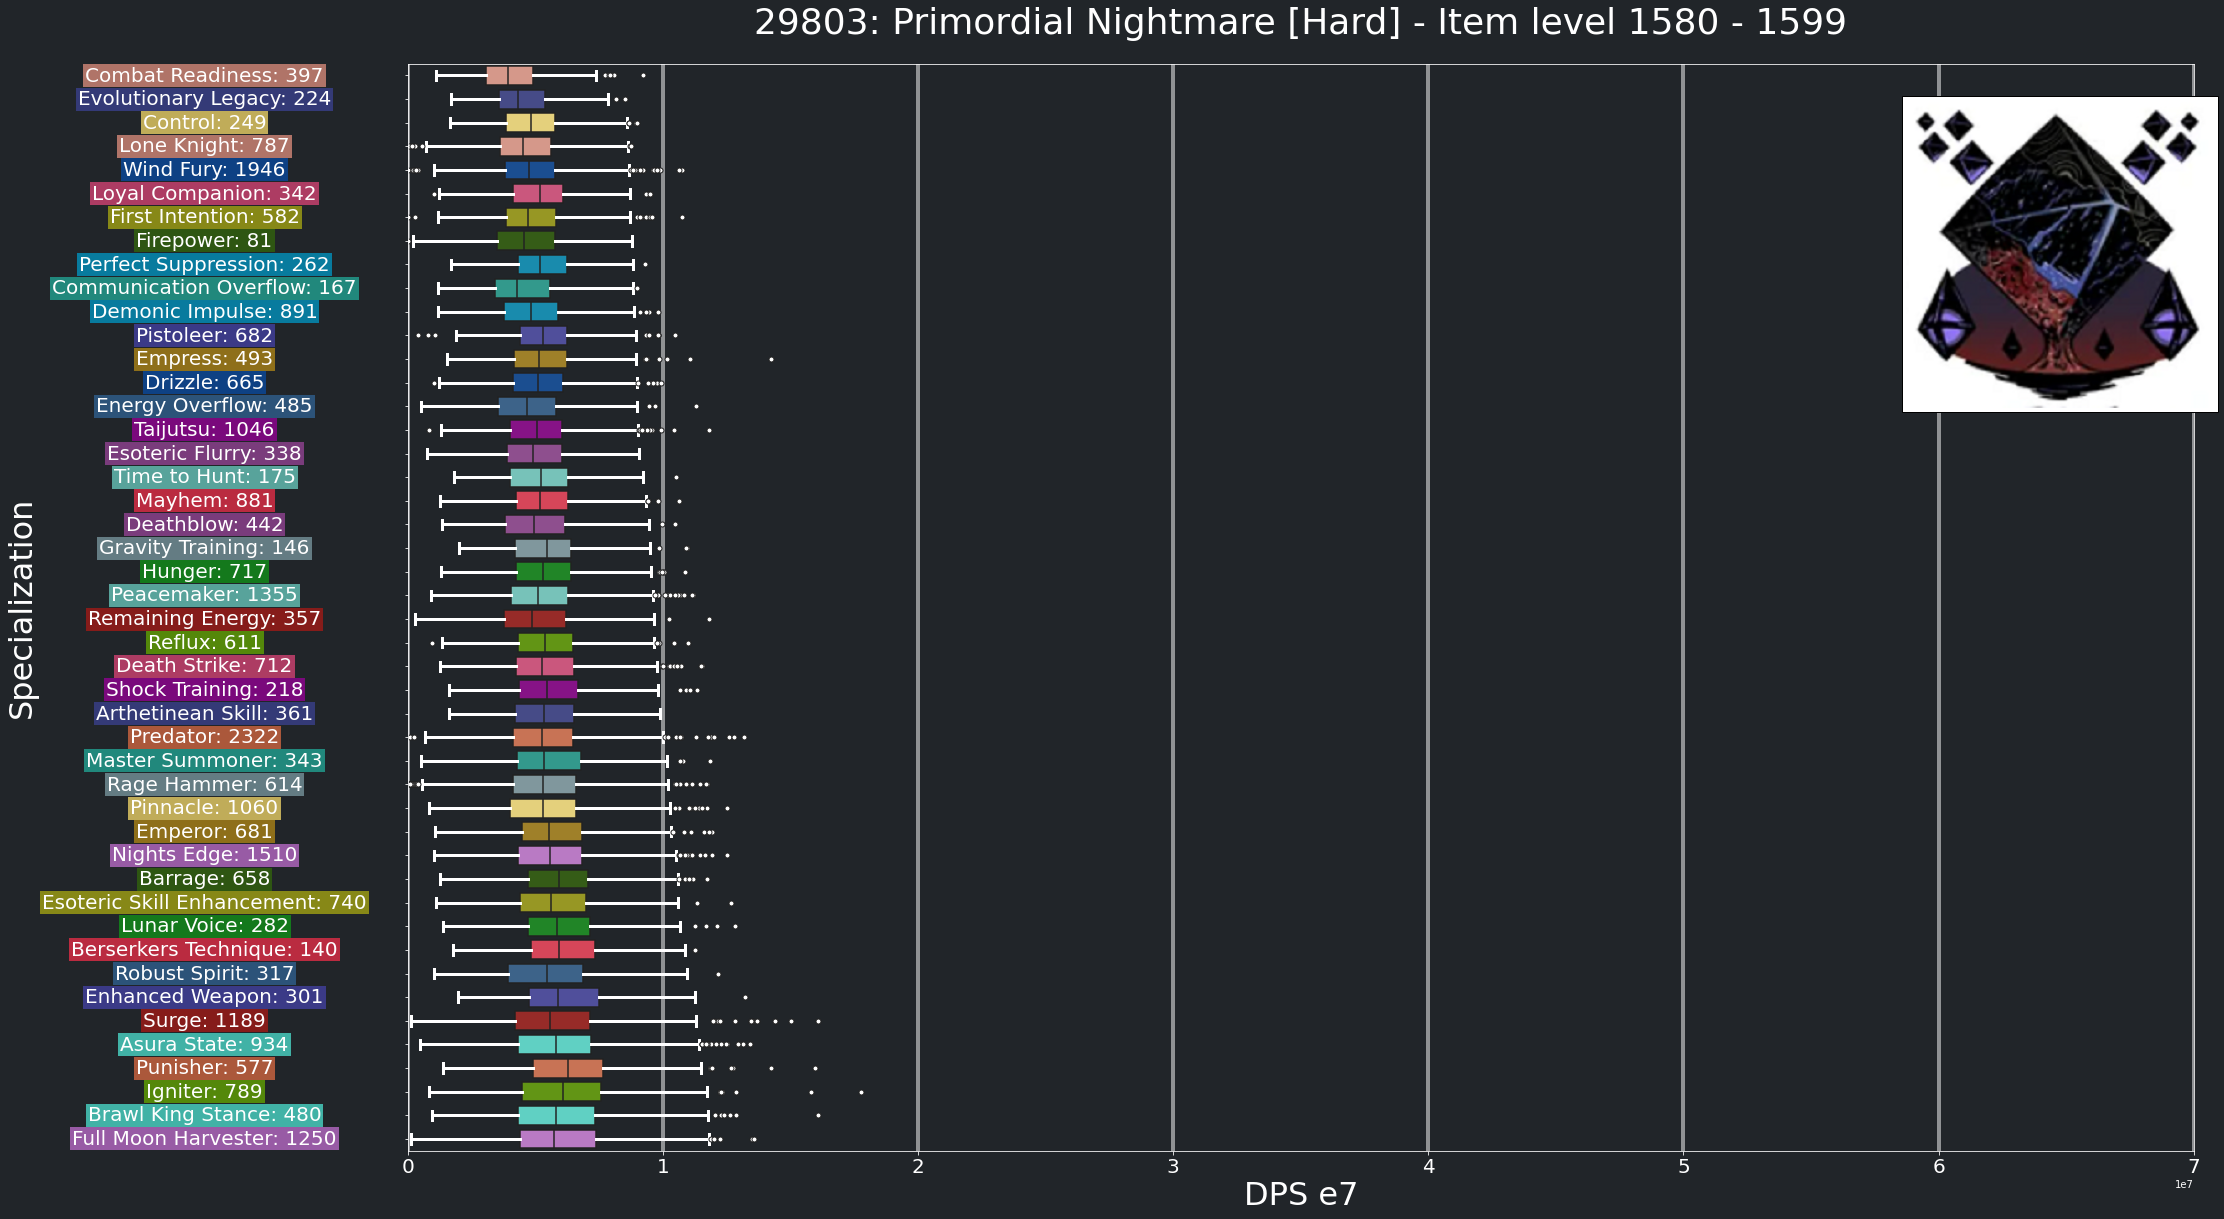 29803: Primordial Nightmare [Hard] - Item level 1580 - 1599
Specialization
Combat Readiness: 397
Evolutionary Legacy: 224
Control: 249
Lone Knight: 787
Wind Fury: 1946
Loyal Companion: 342
First Intention: 582
Firepower: 81
Perfect Suppression: 262
Communication Overflow: 167
Demonic Impulse: 891
Pistoleer: 682
Empress: 493
Drizzle: 665
Energy Overflow: 485
Taijutsu: 1046
Esoteric Flurry: 338
Time to Hunt: 175
Mayhem: 881
Deathblow: 442
Gravity Training: 146
Hunger: 717
Peacemaker: 1355
Remaining Energy: 357
Reflux: 611
Death Strike: 712
Shock Training: 218
Arthetinean Skill: 361
Predator: 2322
Master Summoner: 343
Rage Hammer: 614
Pinnacle: 1060
Emperor: 681
Nights Edge: 1510
Barrage: 658
Esoteric Skill Enhancement: 740
Lunar Voice: 282
Berserkers Technique: 140
Robust Spirit: 317
Enhanced Weapon: 301
Surge: 1189
Asura State: 934
Punisher: 577
Igniter: 789
Brawl King Stance: 480
Full Moon Harvester: 1250
0 1 2 3 4 5 6 7
1e7
DPS e7